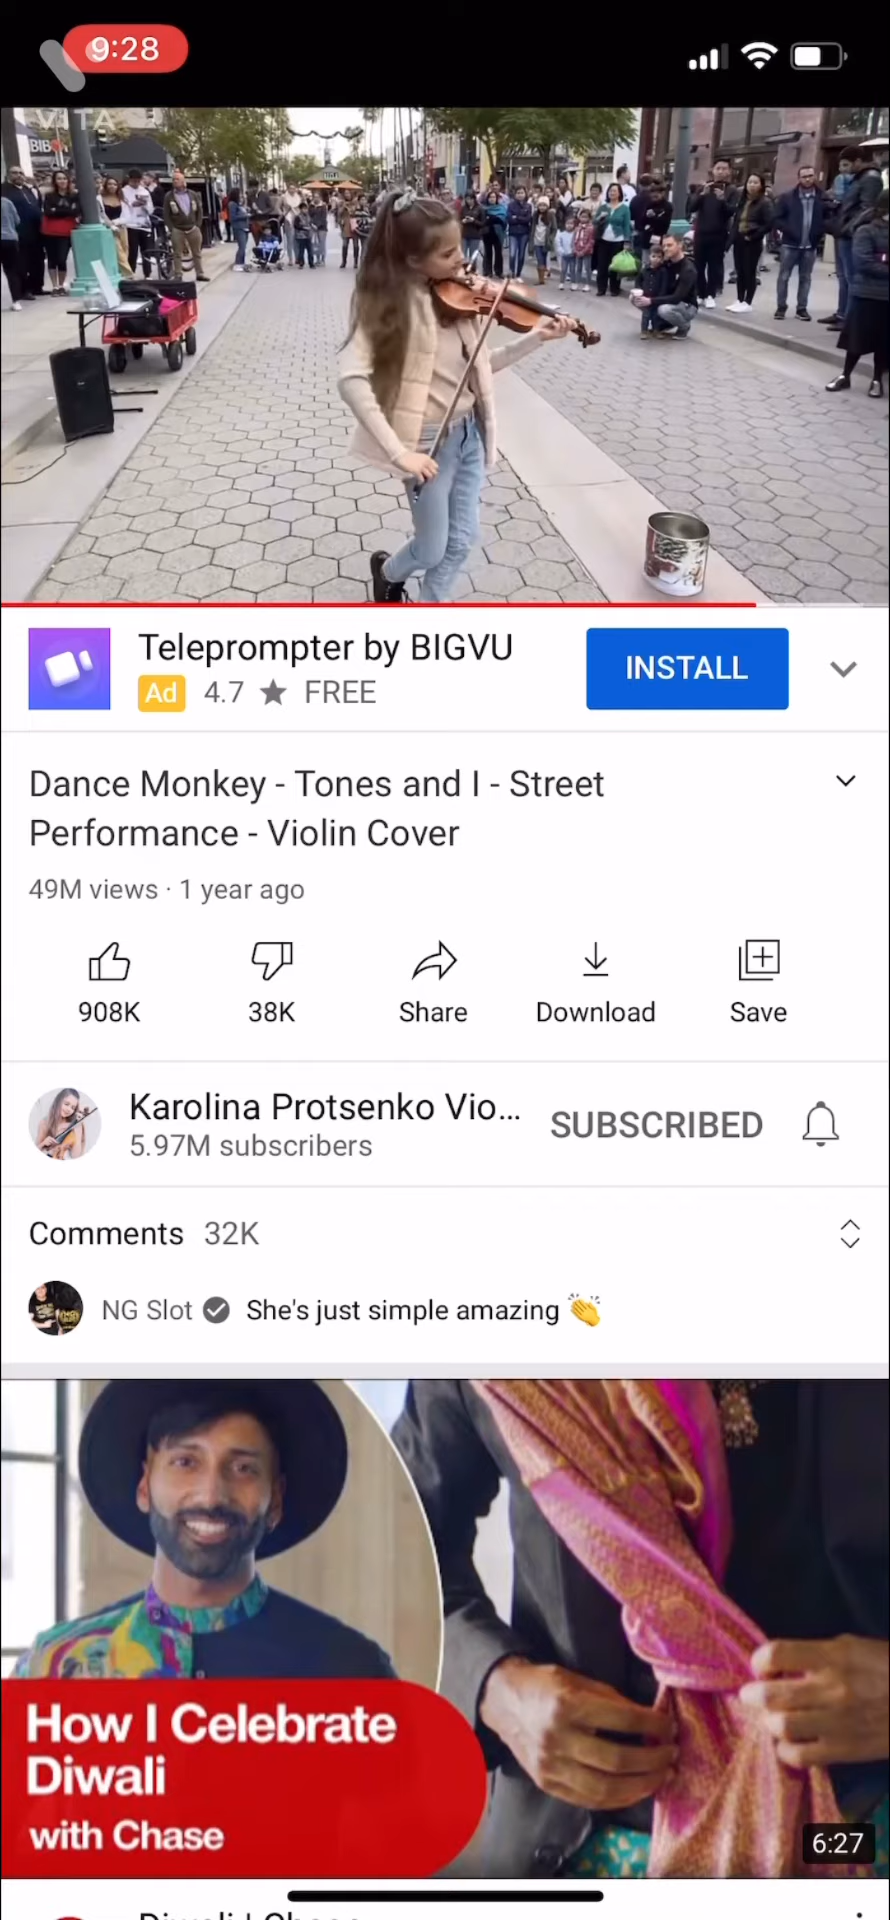 9:28
VITA
BIB
Teleprompter by BIGVU
Ad 4.7 ★ FREE
INSTALL
Dance Monkey - Tones and I - Street
Performance - Violin Cover
49M views · 1 year ago
908K
38K
Share
Download
Save
Karolina Protsenko Vio...
5.97M subscribers
SUBSCRIBED
Comments 32K
NG Slot She's just simple amazing 👏
How I Celebrate
Diwali
with Chase
6:27